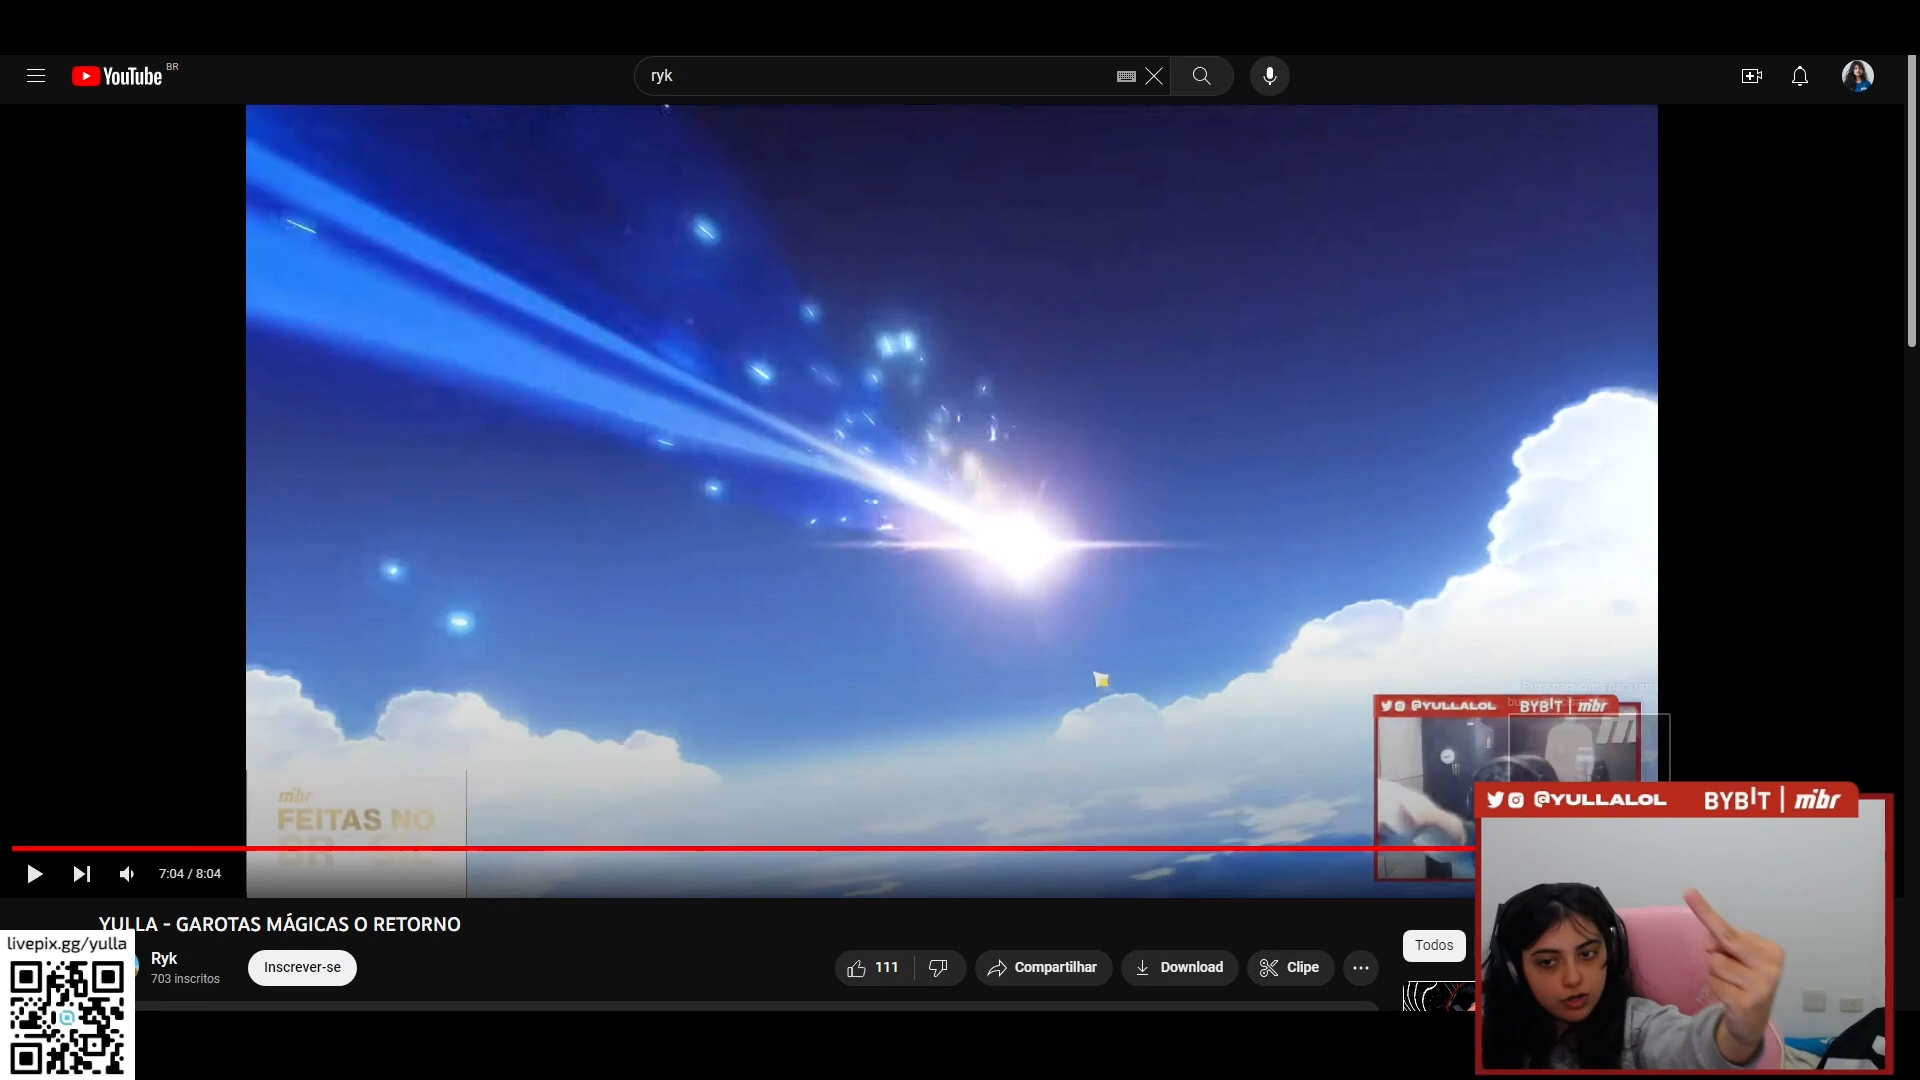 YouTube BR
ryk
@YULLALOL BYBIT | mibr
mibr
FEITAS NO
@YULLALOL BYBIT | mibr
7:04 / 8:04
YULLA - GAROTAS MÁGICAS O RETORNO
livepix.gg/yulla
Ryk
703 inscritos
Inscrever-se
111
Compartilhar
Download
Clipe
Todos